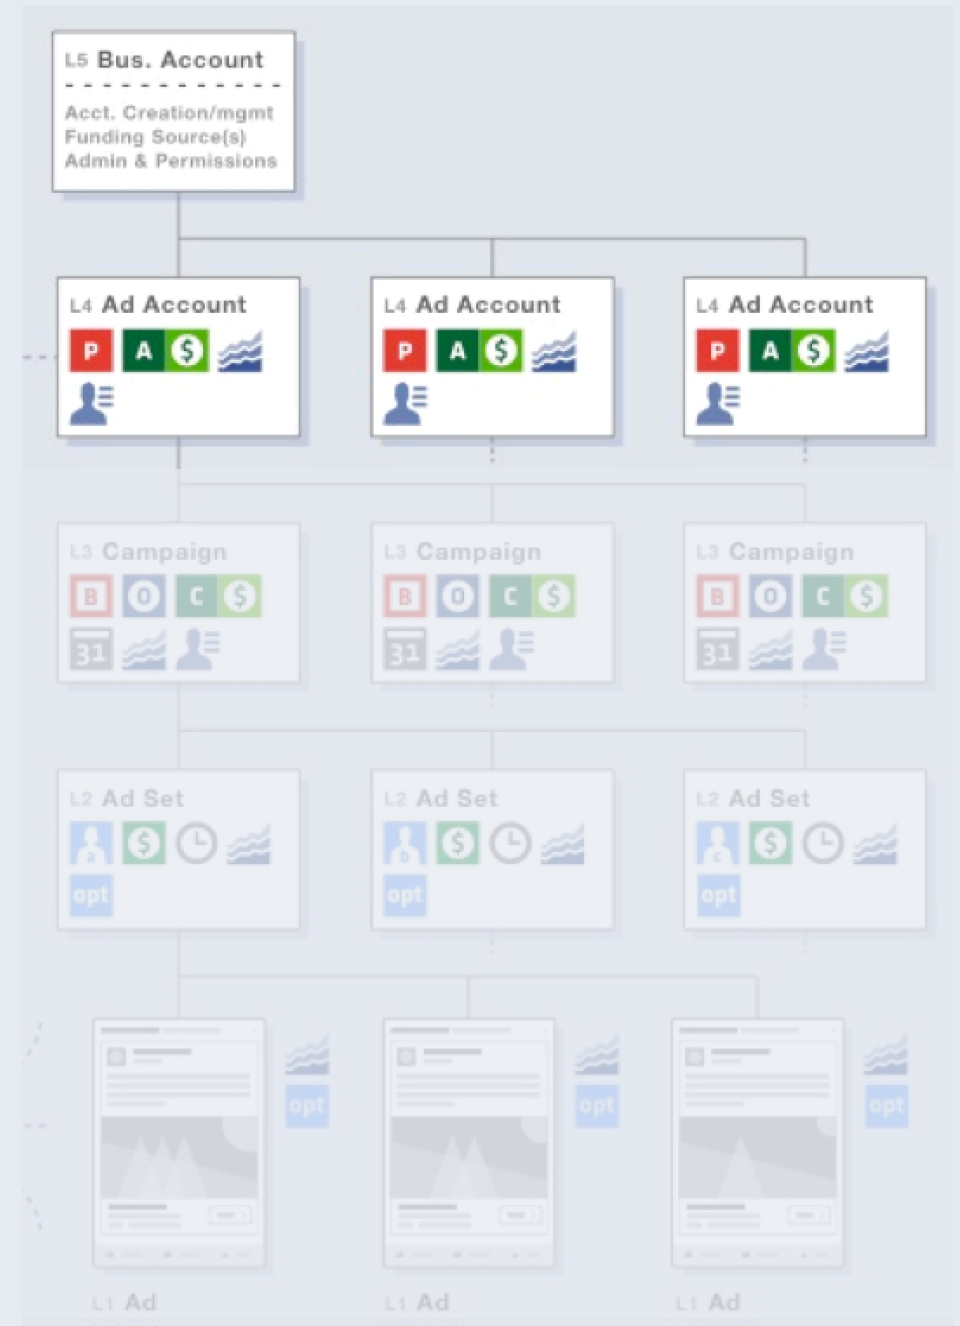 L5 Bus. Account
Acct. Creation/mgmt
Funding Source(s)
Admin & Permissions
L4 Ad Account
P A $
L4 Ad Account
P A $
L4 Ad Account
P A $
L3 Campaign
B O C $
31
L3 Campaign
B O C $
31
L3 Campaign
B O C $
31
L2 Ad Set
a $
opt
L2 Ad Set
b $
opt
L2 Ad Set
c $
opt
opt
opt
opt
L1 Ad
L1 Ad
L1 Ad